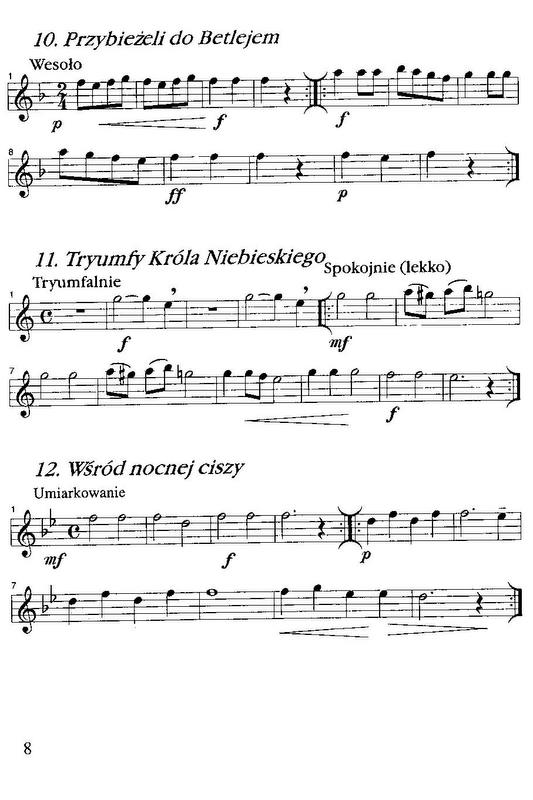 10. Przybieżeli do Betlejem
Wesoło
1
2
4
p f f
8
ff p
11. Tryumfy Króla Niebieskiego
Tryumfalnie Spokojnie (lekko)
1
f mf
7
f
12. Wśród nocnej ciszy
Umiarkowanie
1
mf f p
7
8